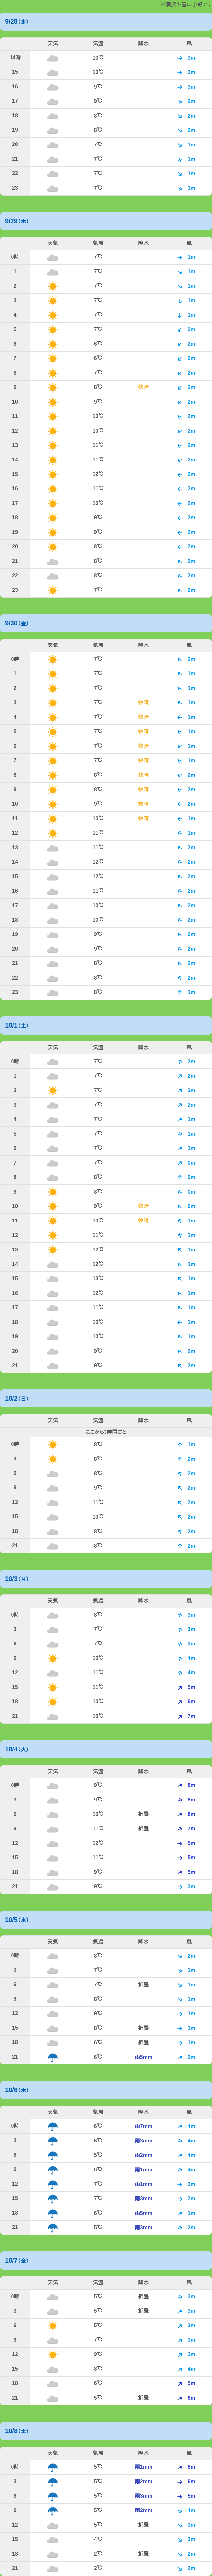 9/28(水)
天気 気温 降水 風
14時 10℃ 3m
15 10℃ 3m
16 9℃ 3m
17 9℃ 2m
18 8℃ 2m
19 8℃ 2m
20 7℃ 1m
21 7℃ 1m
22 7℃ 1m
23 7℃ 1m
9/29(木)
天気 気温 降水 風
0時 7℃ 1m
1 7℃ 1m
2 7℃ 1m
3 7℃ 1m
4 7℃ 1m
5 7℃ 2m
6 6℃ 2m
7 6℃ 2m
8 7℃ 2m
9 8℃ 快晴 2m
10 9℃ 2m
11 10℃ 2m
12 10℃ 2m
13 11℃ 2m
14 11℃ 2m
15 12℃ 2m
16 11℃ 2m
17 10℃ 2m
18 9℃ 2m
19 9℃ 2m
20 8℃ 2m
21 8℃ 2m
22 8℃ 2m
23 7℃ 2m
9/30(金)
天気 気温 降水 風
0時 7℃ 2m
1 7℃ 1m
2 7℃ 1m
3 7℃ 快晴 1m
4 7℃ 快晴 1m
5 7℃ 快晴 1m
6 7℃ 快晴 1m
7 7℃ 快晴 1m
8 8℃ 快晴 2m
9 8℃ 快晴 2m
10 9℃ 快晴 2m
11 10℃ 快晴 1m
12 11℃ 1m
13 11℃ 2m
14 12℃ 2m
15 12℃ 2m
16 11℃ 2m
17 10℃ 2m
18 10℃ 2m
19 9℃ 2m
20 9℃ 2m
21 8℃ 2m
22 8℃ 2m
23 8℃ 1m
10/1(土)
天気 気温 降水 風
0時 7℃ 2m
1 7℃ 2m
2 7℃ 2m
3 7℃ 2m
4 7℃ 1m
5 7℃ 1m
6 7℃ 1m
7 7℃ 0m
8 8℃ 0m
9 8℃ 0m
10 9℃ 快晴 0m
11 10℃ 快晴 1m
12 11℃ 1m
13 12℃ 1m
14 12℃ 1m
15 13℃ 1m
16 12℃ 1m
17 11℃ 1m
18 10℃ 1m
19 10℃ 1m
20 9℃ 2m
21 9℃ 2m
10/2(日)
天気 気温 降水 風
ここから3時間ごと
0時 8℃ 1m
3 8℃ 2m
6 8℃ 2m
9 9℃ 2m
12 11℃ 2m
15 10℃ 2m
18 8℃ 2m
21 8℃ 2m
10/3(月)
天気 気温 降水 風
0時 8℃ 3m
3 7℃ 3m
6 7℃ 3m
9 10℃ 4m
12 11℃ 4m
15 11℃ 5m
18 10℃ 6m
21 10℃ 7m
10/4(火)
天気 気温 降水 風
0時 9℃ 8m
3 9℃ 8m
6 10℃ 折曇 8m
9 11℃ 折曇 7m
12 12℃ 5m
15 11℃ 5m
18 9℃ 5m
21 9℃ 3m
10/5(水)
天気 気温 降水 風
0時 8℃ 2m
3 7℃ 1m
6 7℃ 折曇 1m
9 8℃ 1m
12 9℃ 1m
15 8℃ 折曇 1m
18 6℃ 折曇 1m
21 6℃ 雨5mm 2m
10/6(木)
天気 気温 降水 風
0時 6℃ 雨7mm 4m
3 6℃ 雨3mm 4m
6 5℃ 雨2mm 4m
9 6℃ 雨1mm 4m
12 7℃ 雨1mm 3m
15 7℃ 雨3mm 2m
18 6℃ 雨5mm 1m
21 5℃ 雨3mm 2m
10/7(金)
天気 気温 降水 風
0時 5℃ 折曇 3m
3 5℃ 折曇 3m
6 5℃ 3m
9 7℃ 3m
12 9℃ 3m
15 8℃ 4m
18 6℃ 5m
21 5℃ 折曇 6m
10/8(土)
天気 気温 降水 風
0時 5℃ 雨1mm 8m
3 5℃ 雨2mm 6m
6 5℃ 雨3mm 5m
9 5℃ 雨2mm 4m
12 5℃ 折曇 3m
15 4℃ 3m
18 2℃ 折曇 2m
21 2℃ 2m